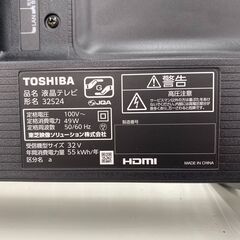 TOSHIBA
品名 液晶テレビ
形名 32S24
JQA
定格電圧 100V~
定格消費電力 49W
定格周波数 50/60 Hz
東芝映像ソリューション株式会社
受信機型サイズ 32V
年間消費電力量 55 kWh/年
区分名 a
警告
高圧注意
製造番号
HDMI
MADE IN CHINA
LAN